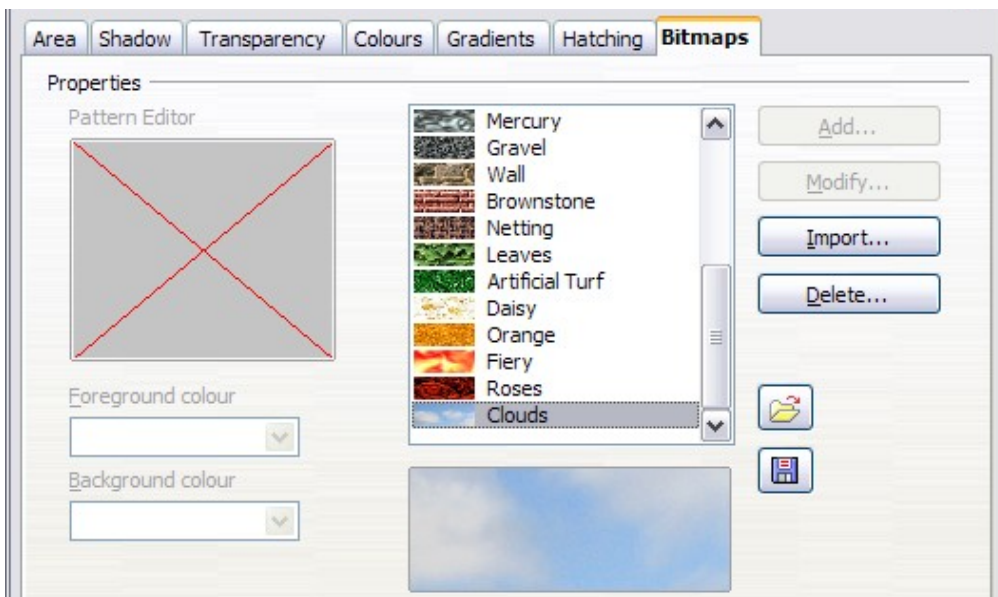 Area Shadow Transparency Colours Gradients Hatching Bitmaps
Properties
Pattern Editor
Mercury
Gravel
Wall
Brownstone
Netting
Leaves
Artificial Turf
Daisy
Orange
Fiery
Roses
Clouds
Add...
Modify...
Import...
Delete...
Foreground colour
Background colour